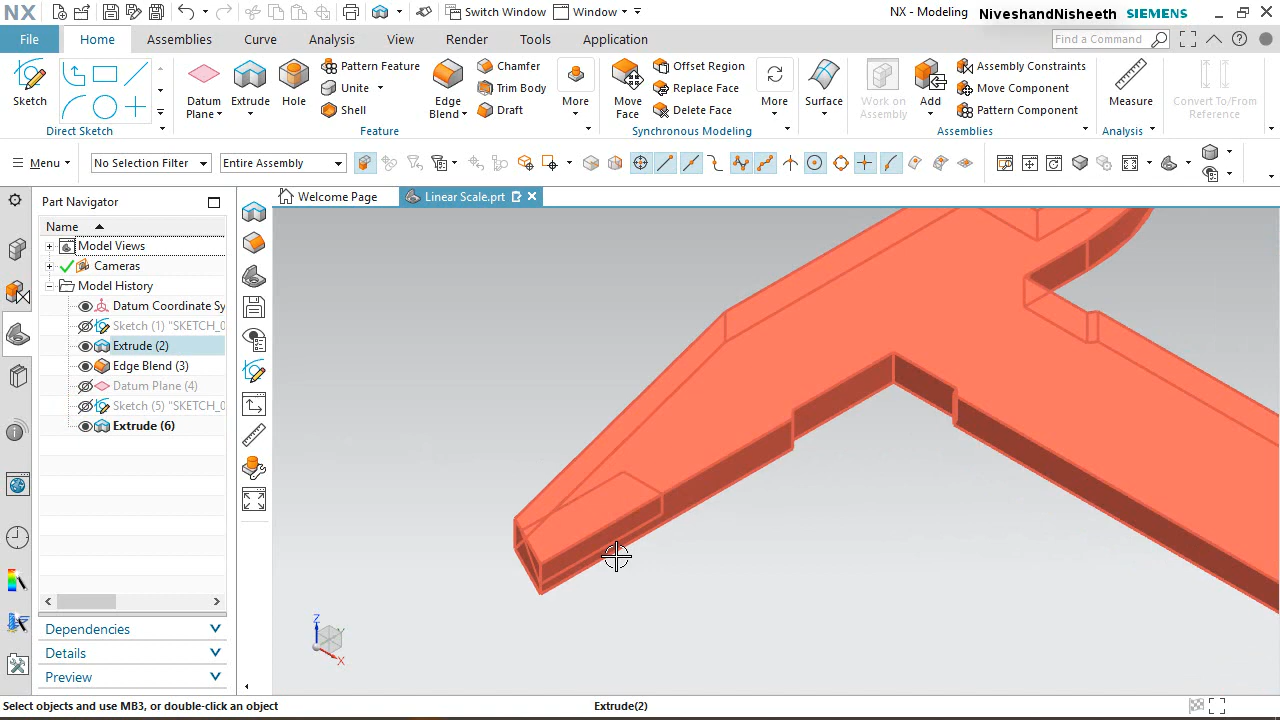 NX
Switch Window
Window
NX - Modeling
NiveshandNisheeth
SIEMENS
File
Home
Assemblies
Curve
Analysis
View
Render
Tools
Application
Find a Command
Sketch
Direct Sketch
Datum Plane
Extrude
Hole
Pattern Feature
Unite
Shell
Edge Blend
Chamfer
Trim Body
Draft
More
Feature
Move Face
Offset Region
Replace Face
Delete Face
More
Synchronous Modeling
Surface
Work on Assembly
Add
Assembly Constraints
Move Component
Pattern Component
Assemblies
Measure
Analysis
Convert To/From Reference
Menu
No Selection Filter
Entire Assembly
Part Navigator
Welcome Page
Linear Scale.prt
Name
Model Views
Cameras
Model History
Datum Coordinate Sy
Sketch (1) "SKETCH_0
Extrude (2)
Edge Blend (3)
Datum Plane (4)
Sketch (5) "SKETCH_0
Extrude (6)
Dependencies
Details
Preview
Z
Y
X
Select objects and use MB3, or double-click an object
Extrude(2)